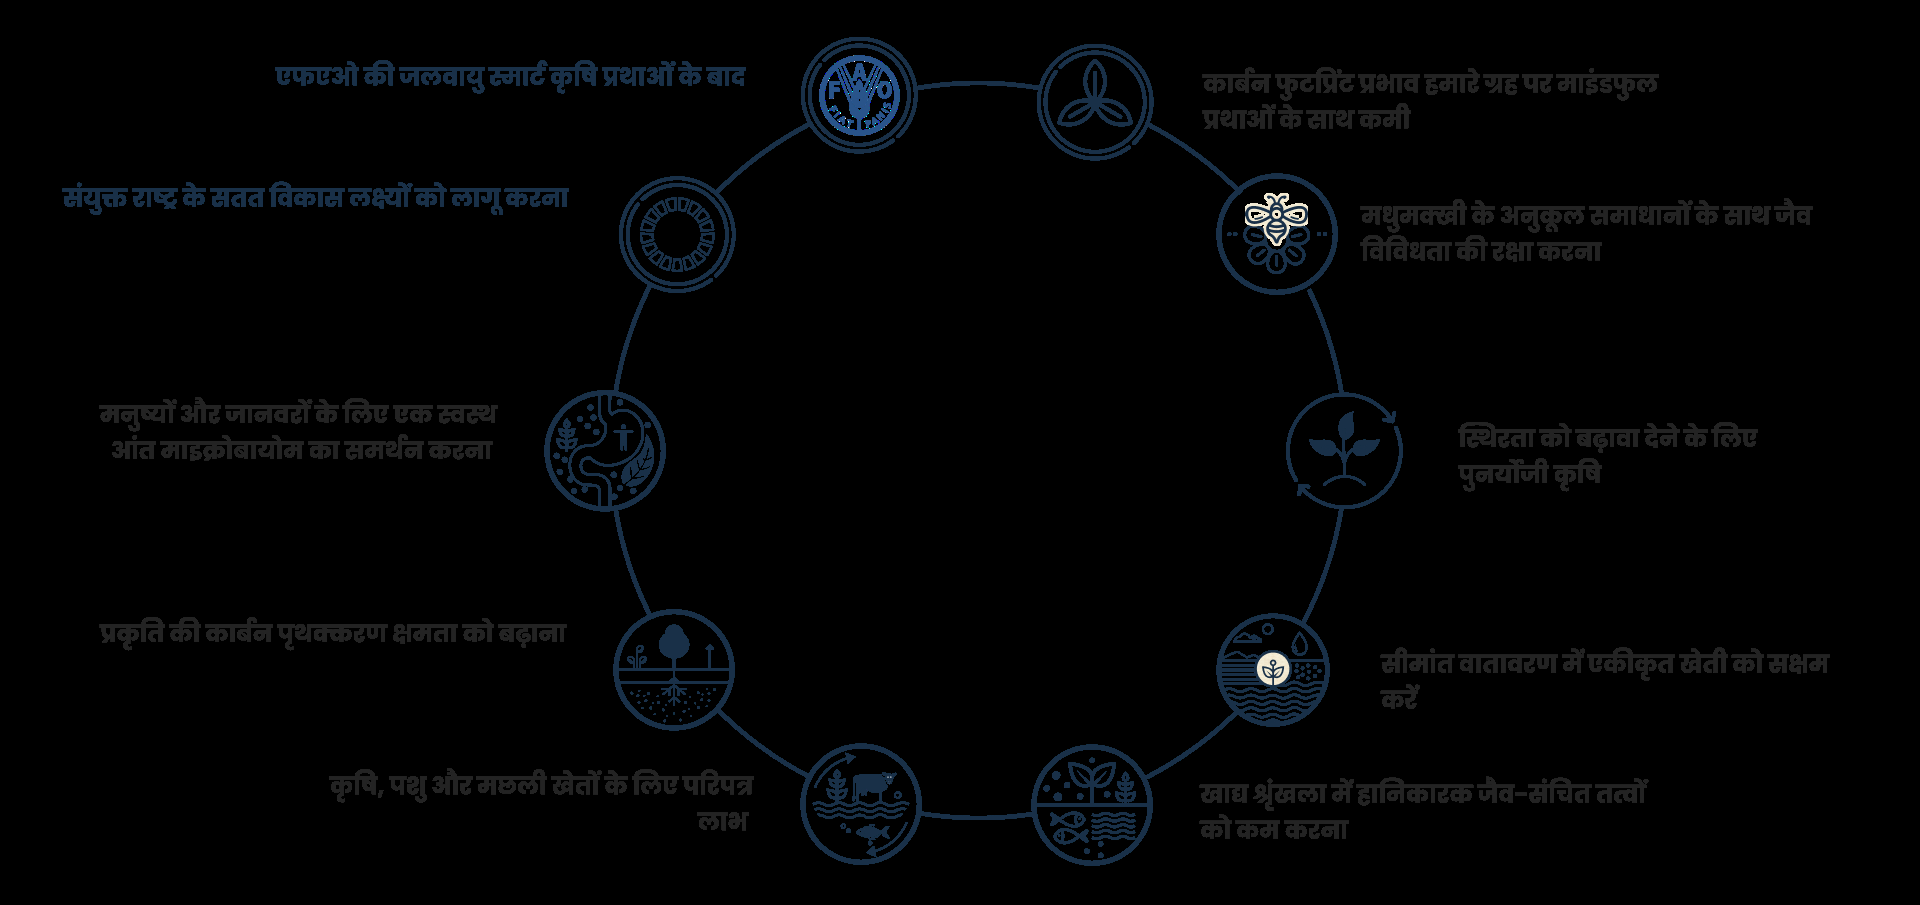 एफएओ की जलवायु स्मार्ट कृषि प्रथाओं के बाद
F A O
FIAT PANIS
कार्बन फुटप्रिंट प्रभाव हमारे ग्रह पर माइंडफुल
प्रथाओं के साथ कमी
संयुक्त राष्ट्र के सतत विकास लक्ष्यों को लागू करना
मधुमक्खी के अनुकूल समाधानों के साथ जैव
विविधता की रक्षा करना
मनुष्यों और जानवरों के लिए एक स्वस्थ
आंत माइक्रोबायोम का समर्थन करना
स्थिरता को बढ़ावा देने के लिए
पुनर्योजी कृषि
प्रकृति की कार्बन पृथक्करण क्षमता को बढ़ाना
सीमांत वातावरण में एकीकृत खेती को सक्षम
करें
कृषि, पशु और मछली खेतों के लिए परिपत्र
लाभ
खाद्य श्रृंखला में हानिकारक जैव-संचित तत्वों
को कम करना